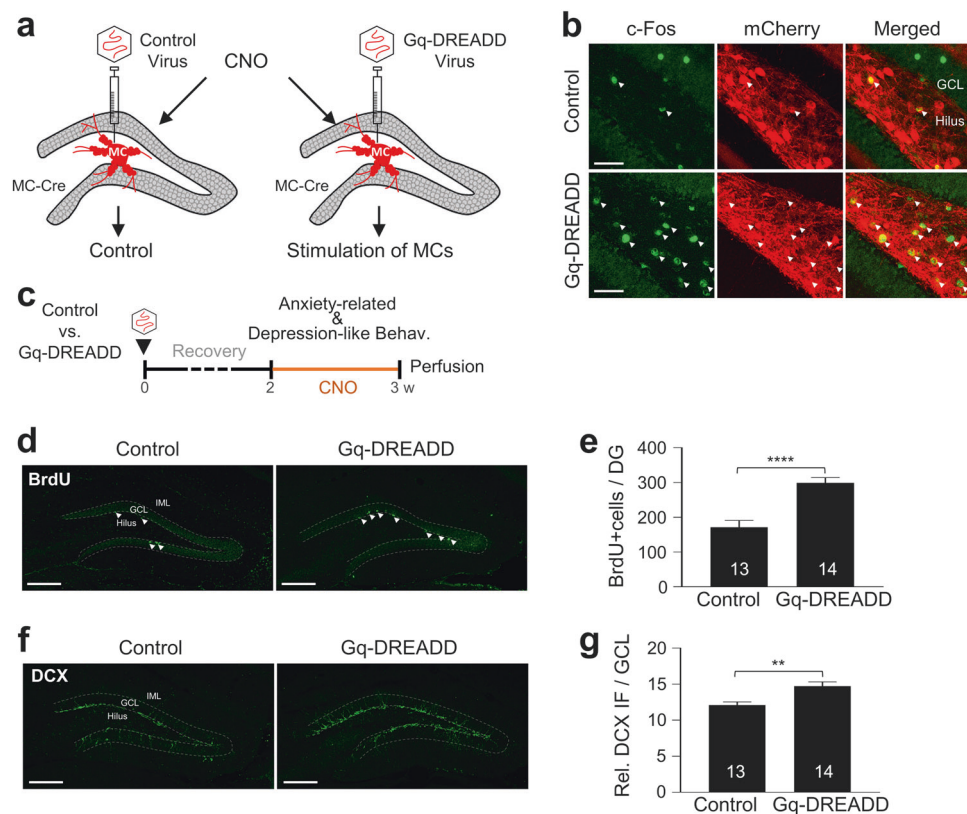 a
Control
Virus
CNO
Gq-DREADD
Virus
MC
MC
MC-Cre
MC-Cre
Control
Stimulation of MCs
b
c-Fos
mCherry
Merged
Control
GCL
Hilus
Gq-DREADD
c
Control
vs.
Gq-DREADD
Anxiety-related
&
Depression-like Behav.
Recovery
Perfusion
0
2
3 w
CNO
d
Control
Gq-DREADD
BrdU
IML
GCL
Hilus
e
BrdU+cells / DG
400
300
200
100
0
****
13
14
Control
Gq-DREADD
f
Control
Gq-DREADD
DCX
IML
GCL
Hilus
g
Rel. DCX IF / GCL
20
15
10
5
0
**
13
14
Control
Gq-DREADD